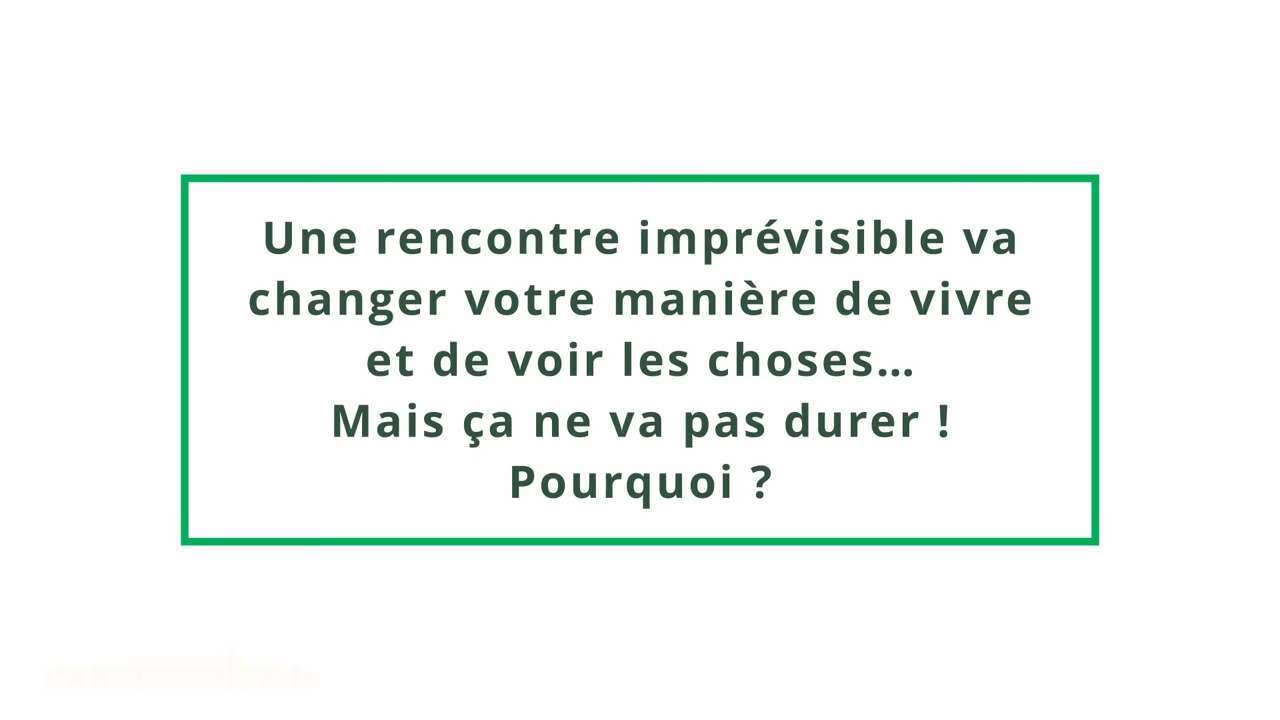 Une rencontre imprévisible va
changer votre manière de vivre
et de voir les choses...
Mais ça ne va pas durer !
Pourquoi ?